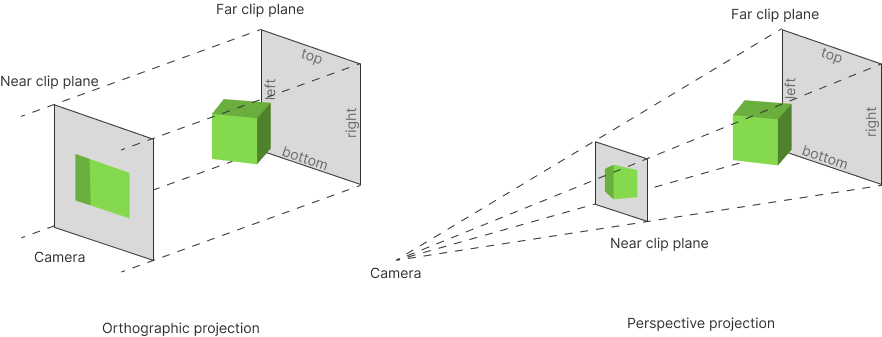 Far clip plane
top
Near clip plane
left
right
bottom
Camera
Orthographic projection
Far clip plane
top
left
right
bottom
Near clip plane
Camera
Perspective projection